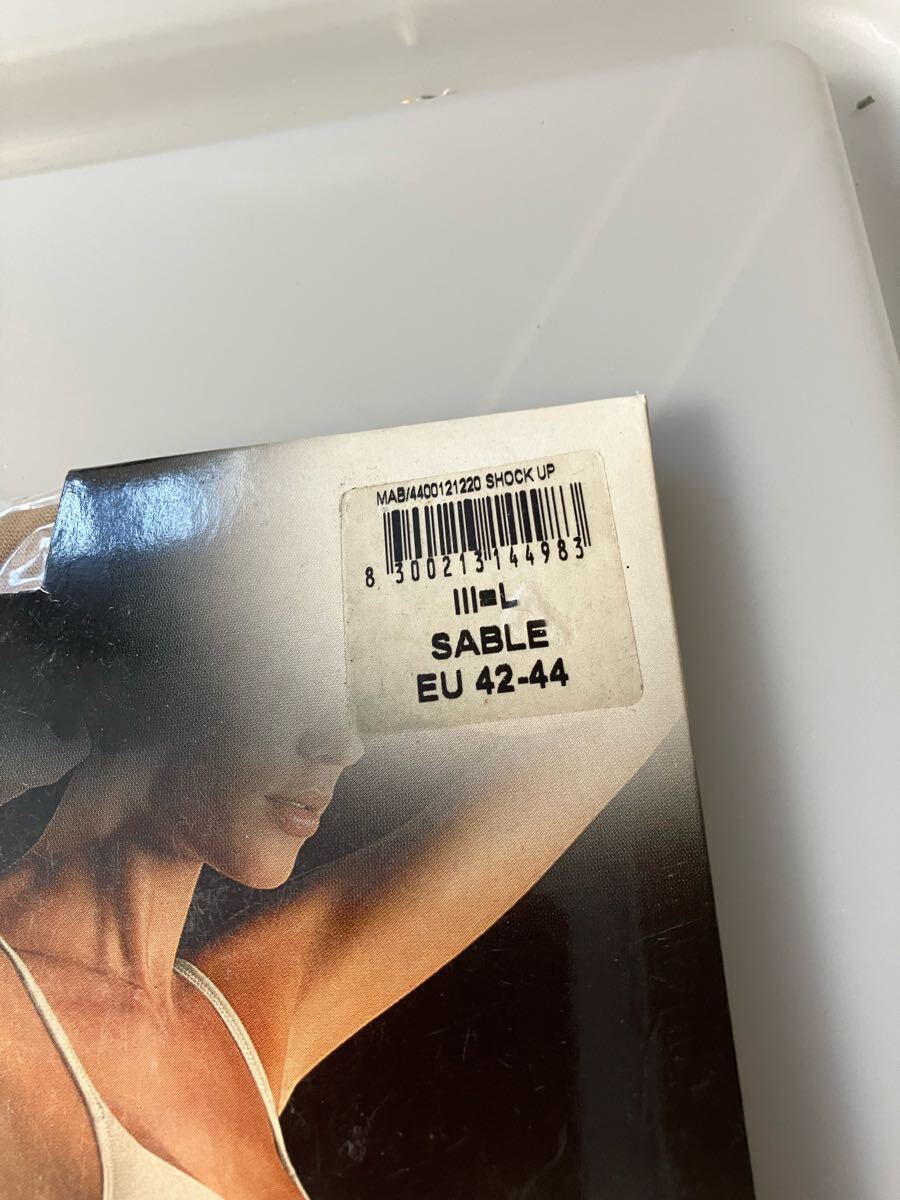 MAB/4400121220 SHOCK UP
8 300213 144983
III=L
SABLE
EU 42-44